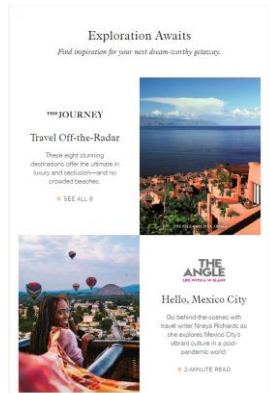 Exploration Awaits
Find inspiration for your next dream-worthy getaway.
THE JOURNEY
Travel Off-the-Radar
These eight stunning
destinations offer the ultimate in
luxury and seclusion—and no
crowded beaches.
SEE ALL 8
THE
ANGLE
LIFE WITH A W SLANT
Hello, Mexico City
Go behind-the-scenes with
travel writer Nneya Richards as
she explores Mexico City's
vibrant culture in a post-
pandemic world.
2-MINUTE READ